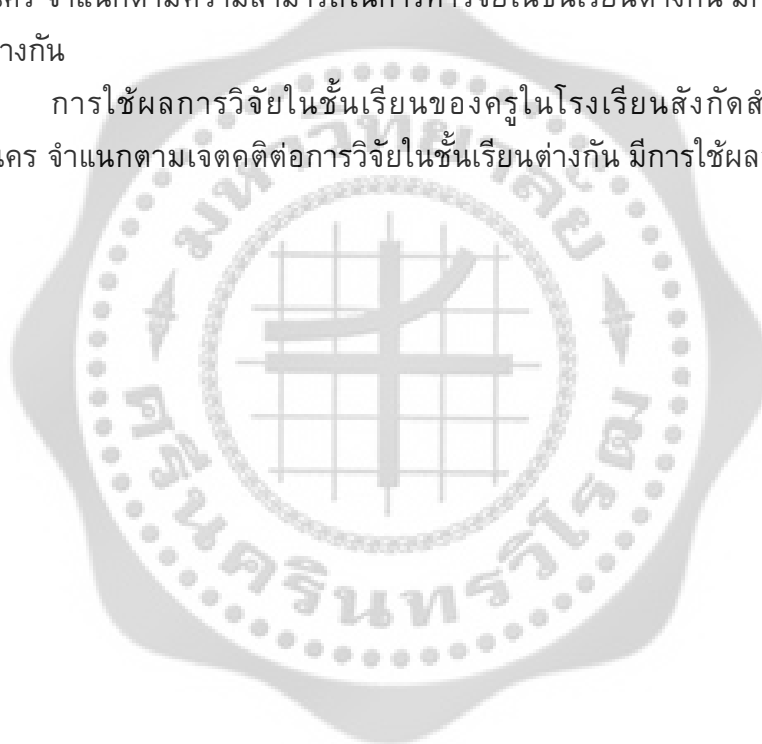 นคร จำแนกตามความสามารถในการทำวิจัยในชั้นเรียนต่างกัน
างกัน
การใช้ผลการวิจัยในชั้นเรียนของครูในโรงเรียนสังกัดสํ
นคร จำแนกตามเจตคติต่อการวิจัยในชั้นเรียนต่างกัน มีการใช้ผล
มหาวิทยาลัย
ศรีนครินทรวิโรฒ